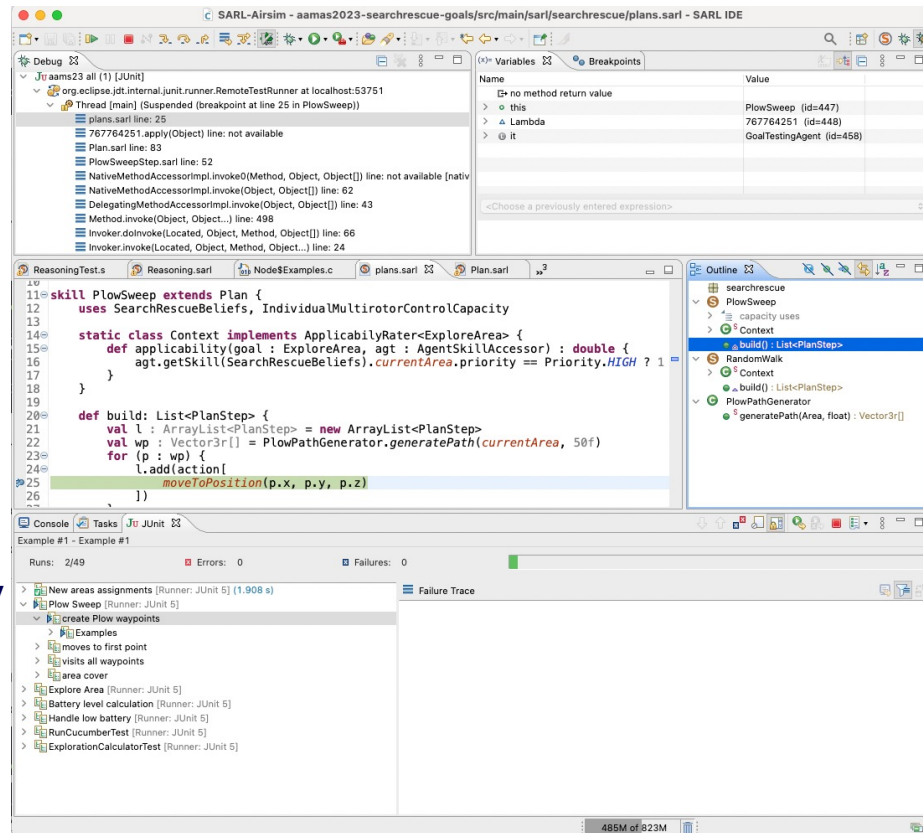 SARL-Airsim - aamas2023-searchrescue-goals/src/main/sarl/searchrescue/plans.sarl - SARL IDE
Debug
Ju aams23 all (1) [JUnit]
org.eclipse.jdt.internal.junit.runner.RemoteTestRunner at localhost:53751
Thread [main] (Suspended (breakpoint at line 25 in PlowSweep))
plans.sarl line: 25
767764251.apply(Object) line: not available
Plan.sarl line: 83
PlowSweepStep.sarl line: 52
NativeMethodAccessorImpl.invoke0(Method, Object, Object[]) line: not available [nativ
NativeMethodAccessorImpl.invoke(Object, Object[]) line: 62
DelegatingMethodAccessorImpl.invoke(Object, Object[]) line: 43
Method.invoke(Object, Object...) line: 498
Invoker.doInvoke(Located, Object, Method, Object[]) line: 66
Invoker.invoke(Located, Object, Method, Object...) line: 24
(x)= Variables
Breakpoints
Name Value
no method return value
this PlowSweep (id=447)
Lambda 767764251 (id=448)
it GoalTestingAgent (id=458)
<Choose a previously entered expression>
ReasoningTest.s
Reasoning.sarl
Node$Examples.c
plans.sarl
Plan.sarl
»3
10
11 skill PlowSweep extends Plan {
12 uses SearchRescueBeliefs, IndividualMultirotorControlCapacity
13
14 static class Context implements ApplicabilyRater<ExploreArea> {
15 def applicability(goal : ExploreArea, agt : AgentSkillAccessor) : double {
16 agt.getSkill(SearchRescueBeliefs).currentArea.priority == Priority.HIGH ? 1
17 }
18 }
19
20 def build: List<PlanStep> {
21 val l : ArrayList<PlanStep> = new ArrayList<PlanStep>
22 val wp : Vector3r[] = PlowPathGenerator.generatePath(currentArea, 50f)
23 for (p : wp) {
24 l.add(action[
25 moveToPosition(p.x, p.y, p.z)
26 ])
27 }
Outline
searchrescue
PlowSweep
capacity uses
Context
build() : List<PlanStep>
RandomWalk
Context
build() : List<PlanStep>
PlowPathGenerator
generatePath(Area, float) : Vector3r[]
Console
Tasks
Ju JUnit
Example #1 - Example #1
Runs: 2/49 Errors: 0 Failures: 0
New areas assignments [Runner: JUnit 5] (1.908 s)
Plow Sweep [Runner: JUnit 5]
create Plow waypoints
Examples
moves to first point
visits all waypoints
area cover
Explore Area [Runner: JUnit 5]
Battery level calculation [Runner: JUnit 5]
Handle low battery [Runner: JUnit 5]
RunCucumberTest [Runner: JUnit 5]
ExplorationCalculatorTest [Runner: JUnit 5]
Failure Trace
485M of 823M